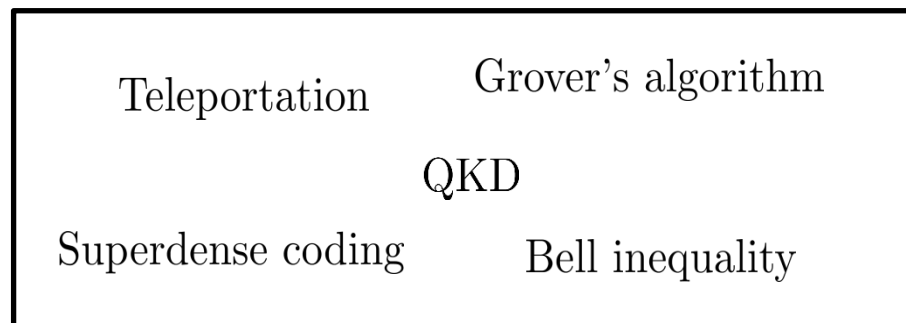 Teleportation
Grover's algorithm
QKD
Superdense coding
Bell inequality